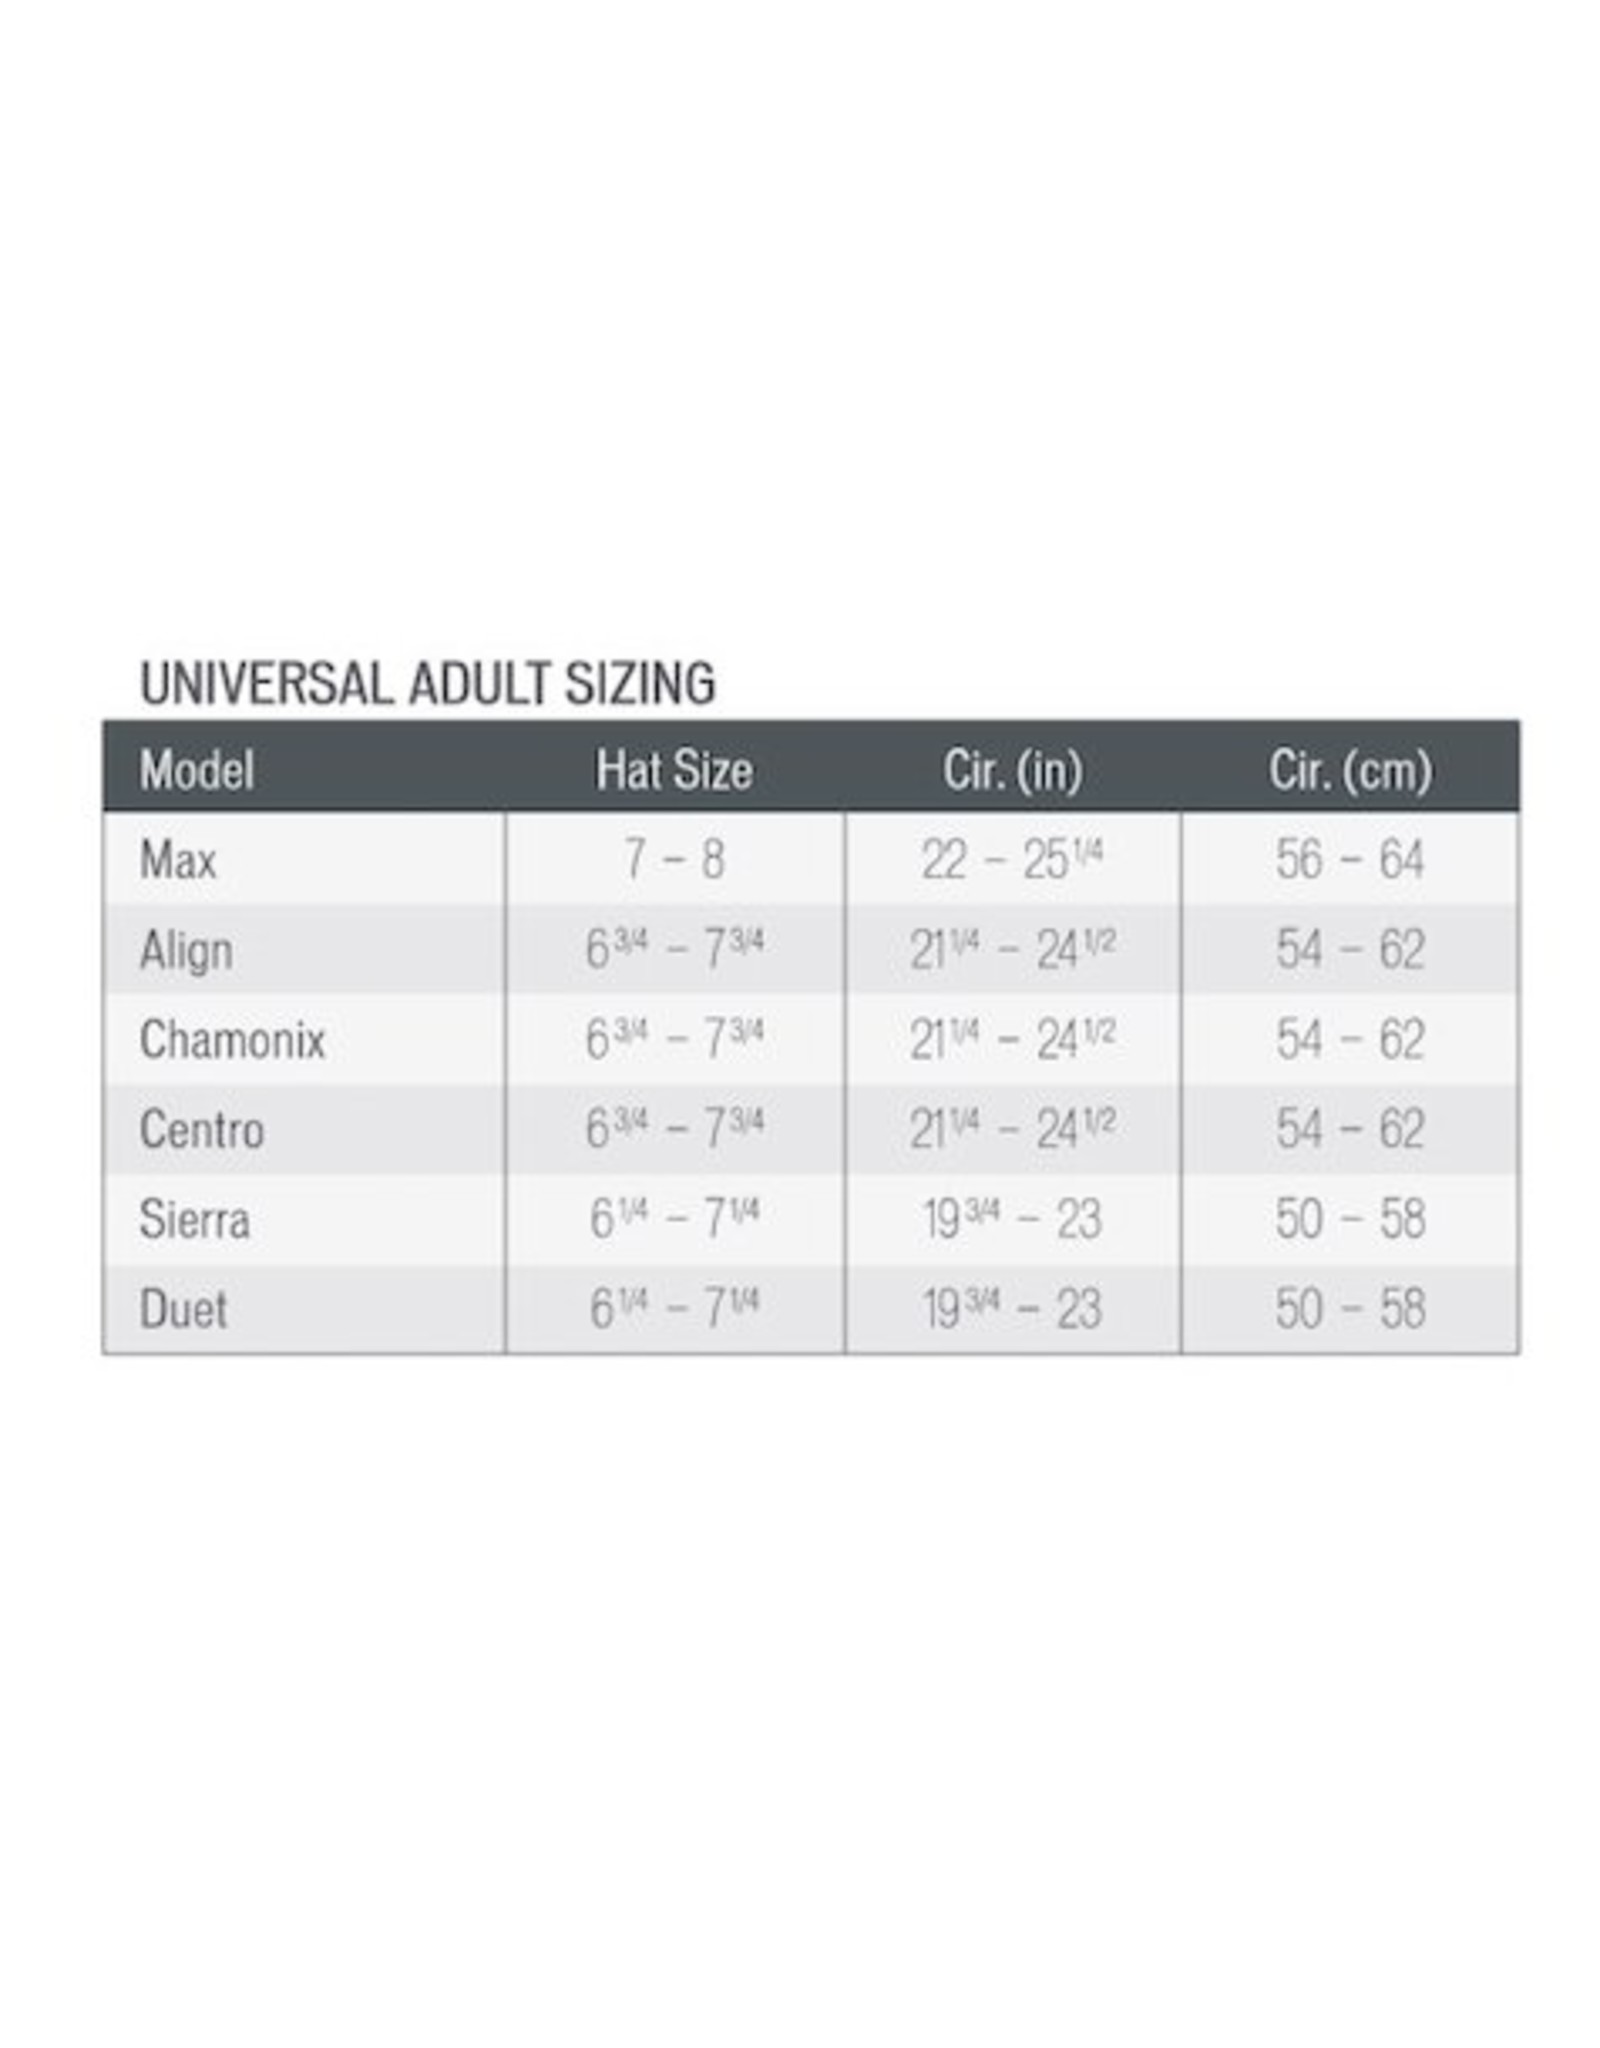 UNIVERSAL ADULT SIZING
Model Hat Size Cir. (in) Cir. (cm)
Max 7 – 8 22 – 25 1/4 56 – 64
Align 6 3/4 – 7 3/4 21 1/4 – 24 1/2 54 – 62
Chamonix 6 3/4 – 7 3/4 21 1/4 – 24 1/2 54 – 62
Centro 6 3/4 – 7 3/4 21 1/4 – 24 1/2 54 – 62
Sierra 6 1/4 – 7 1/4 19 3/4 – 23 50 – 58
Duet 6 1/4 – 7 1/4 19 3/4 – 23 50 – 58